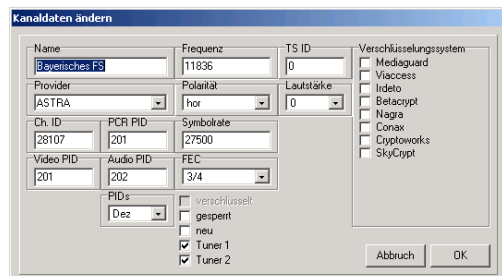 Kanaldaten ändern
Name
Bayerisches FS
Frequenz
11836
TS ID
0
Provider
ASTRA
Polarität
hor
Lautstärke
0
Ch. ID
28107
PCR PID
201
Symbolrate
27500
Video PID
201
Audio PID
202
FEC
3/4
PIDs
Dez
verschlüsselt
gesperrt
neu
Tuner 1
Tuner 2
Verschlüsselungssystem
Mediaguard
Viaccess
Irdeto
Betacrypt
Nagra
Conax
Cryptoworks
SkyCrypt
Abbruch
OK